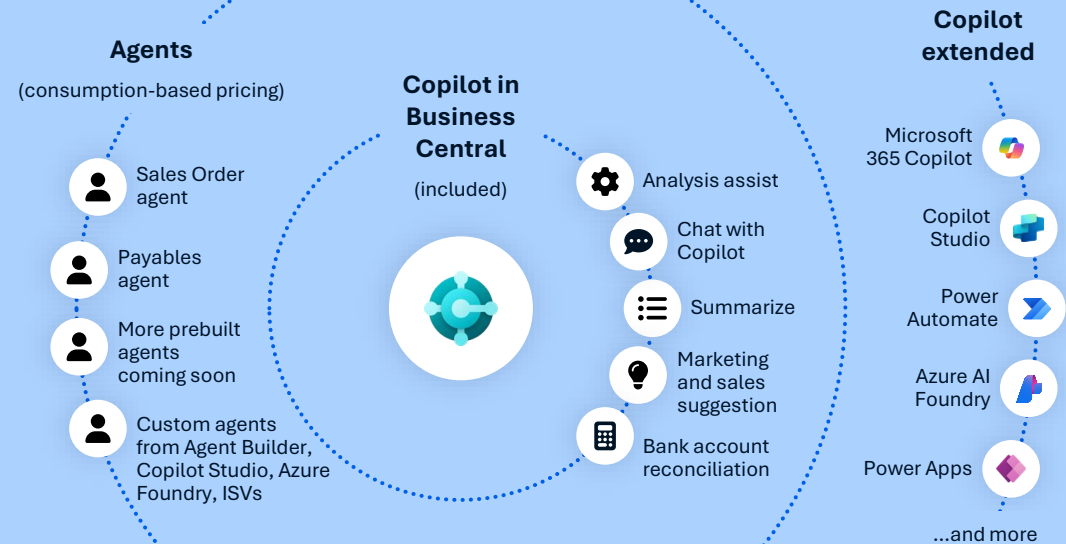 Agents
(consumption-based pricing)
Sales Order
agent
Payables
agent
More prebuilt
agents
coming soon
Custom agents
from Agent Builder,
Copilot Studio, Azure
Foundry, ISVs
Copilot in
Business
Central
(included)
Analysis assist
Chat with
Copilot
Summarize
Marketing
and sales
suggestion
Bank account
reconciliation
Copilot
extended
Microsoft
365 Copilot
Copilot
Studio
Power
Automate
Azure AI
Foundry
Power Apps
...and more